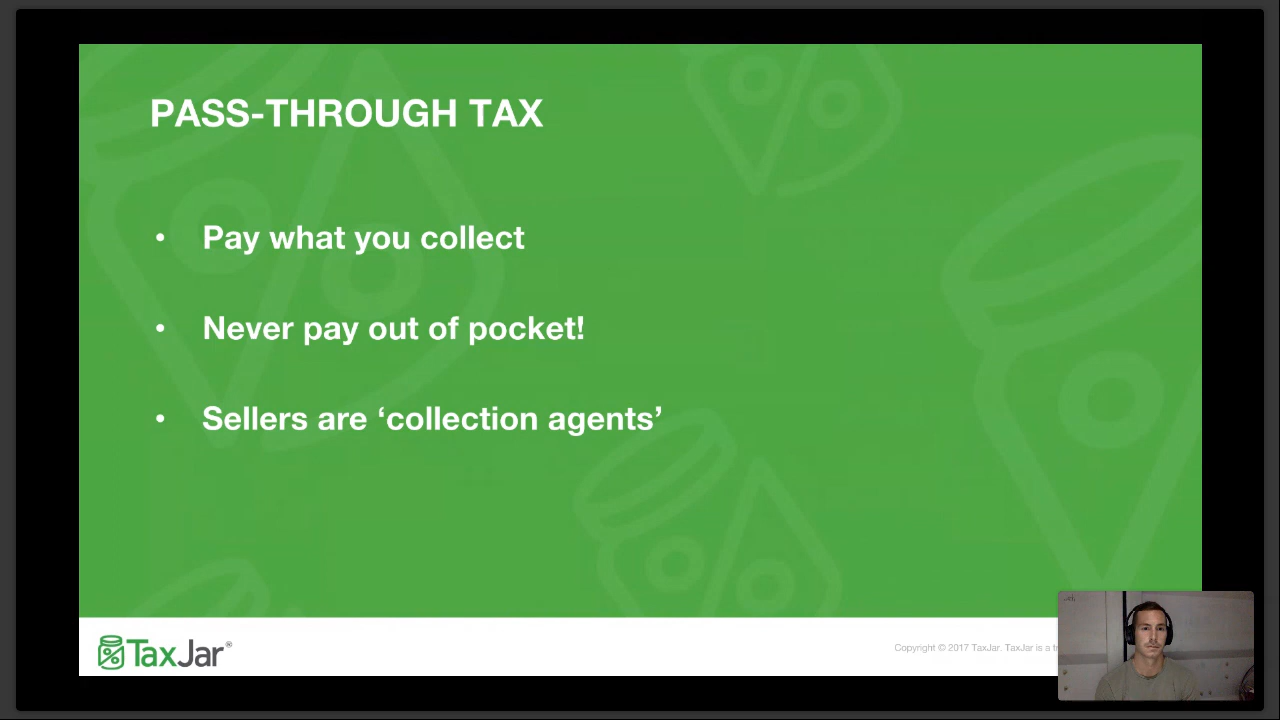 PASS-THROUGH TAX
• Pay what you collect
• Never pay out of pocket!
• Sellers are ‘collection agents’
TaxJar®
Copyright © 2017 TaxJar. TaxJar is a